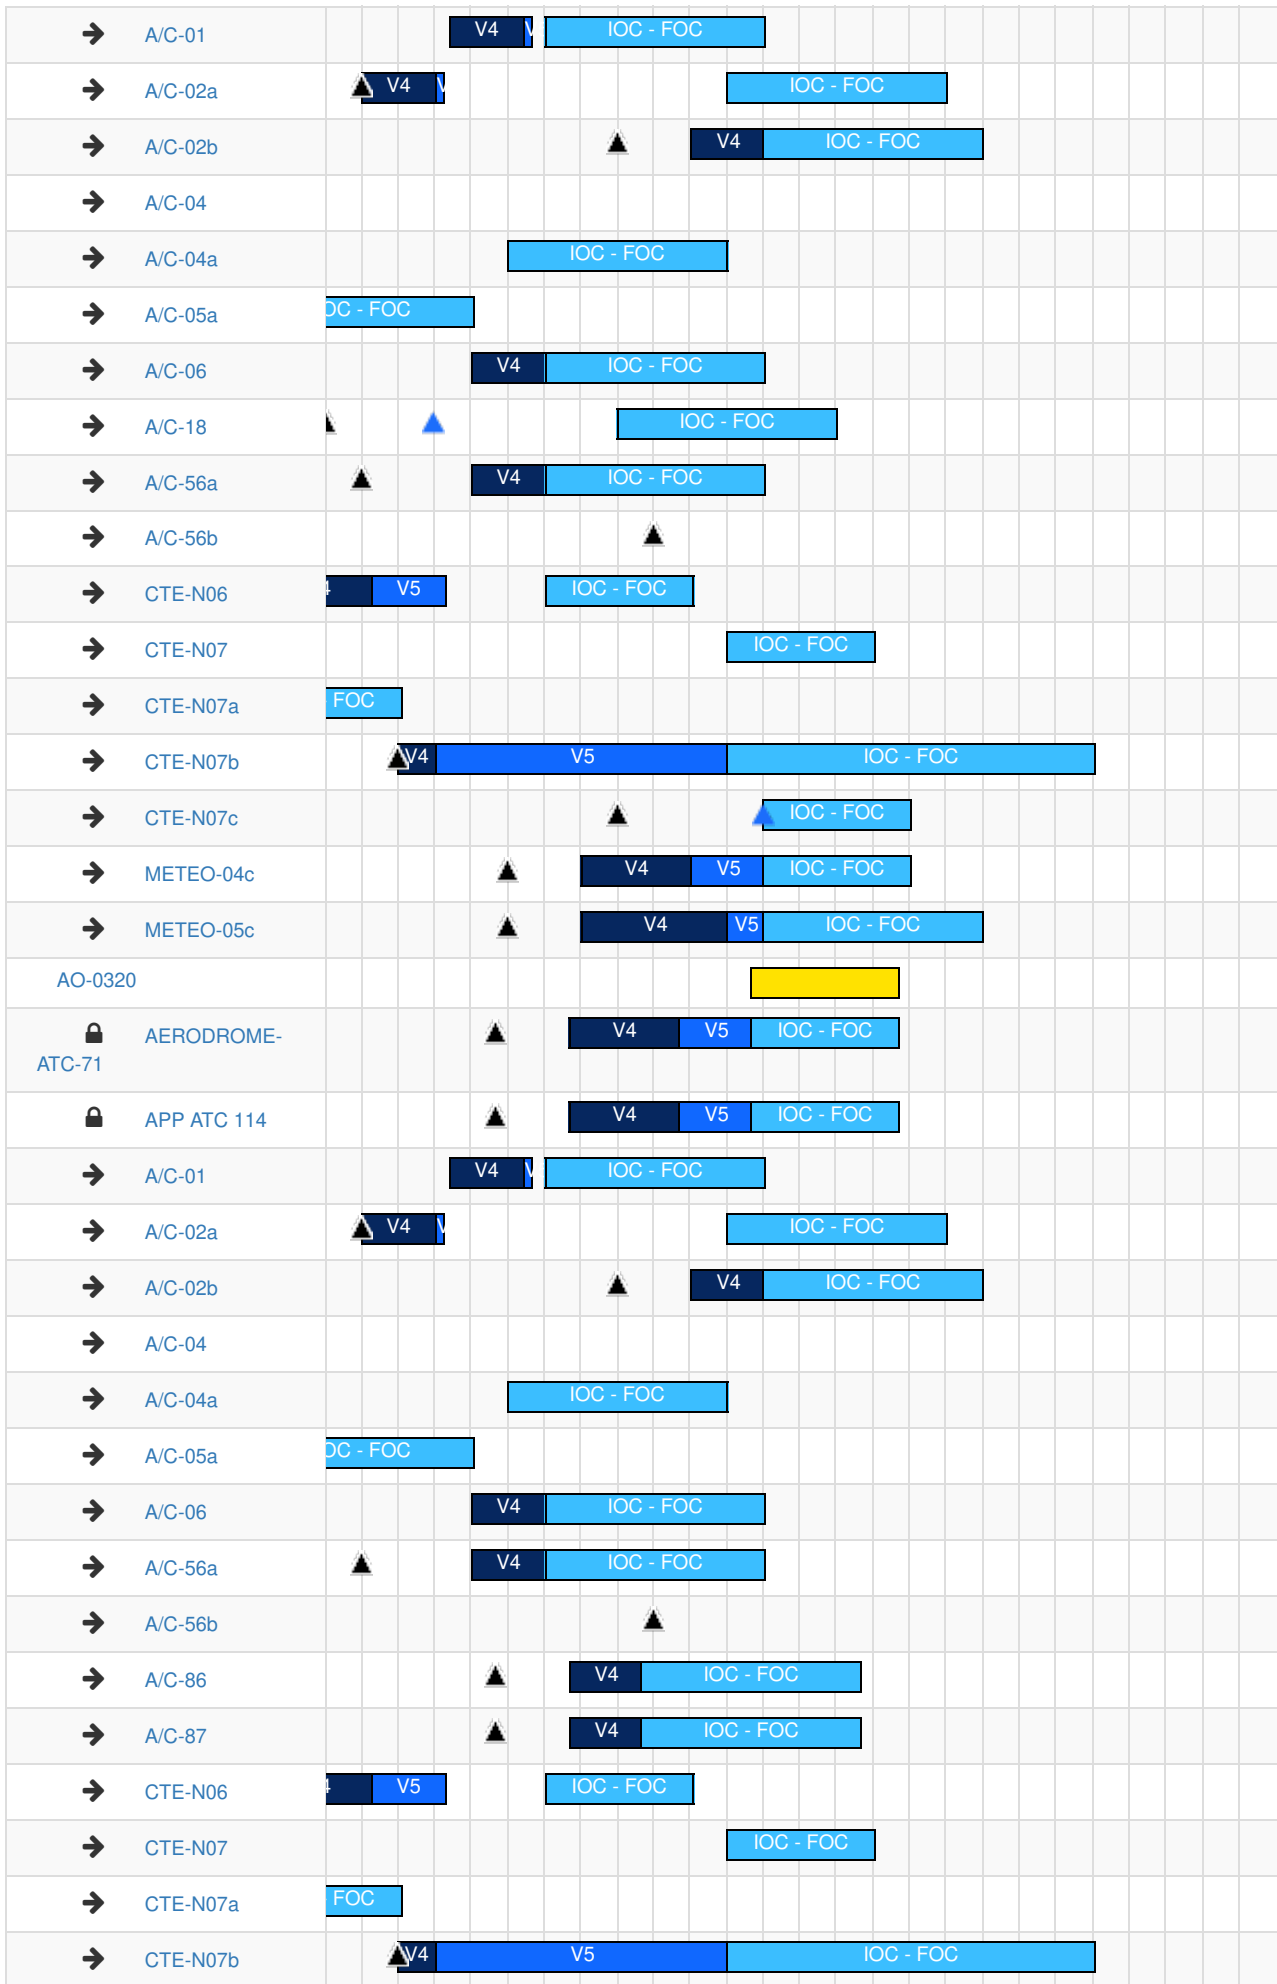 A/C-01 V4 IOC - FOC
A/C-02a V4 IOC - FOC
A/C-02b V4 IOC - FOC
A/C-04
A/C-04a IOC - FOC
A/C-05a OC - FOC
A/C-06 V4 IOC - FOC
A/C-18 IOC - FOC
A/C-56a V4 IOC - FOC
A/C-56b
CTE-N06 V5 IOC - FOC
CTE-N07 IOC - FOC
CTE-N07a FOC
CTE-N07b V4 V5 IOC - FOC
CTE-N07c IOC - FOC
METEO-04c V4 V5 IOC - FOC
METEO-05c V4 V5 IOC - FOC
AO-0320
AERODROME- V4 V5 IOC - FOC
ATC-71
APP ATC 114 V4 V5 IOC - FOC
A/C-01 V4 IOC - FOC
A/C-02a V4 IOC - FOC
A/C-02b V4 IOC - FOC
A/C-04
A/C-04a IOC - FOC
A/C-05a OC - FOC
A/C-06 V4 IOC - FOC
A/C-56a V4 IOC - FOC
A/C-56b
A/C-86 V4 IOC - FOC
A/C-87 V4 IOC - FOC
CTE-N06 V5 IOC - FOC
CTE-N07 IOC - FOC
CTE-N07a FOC
CTE-N07b V4 V5 IOC - FOC